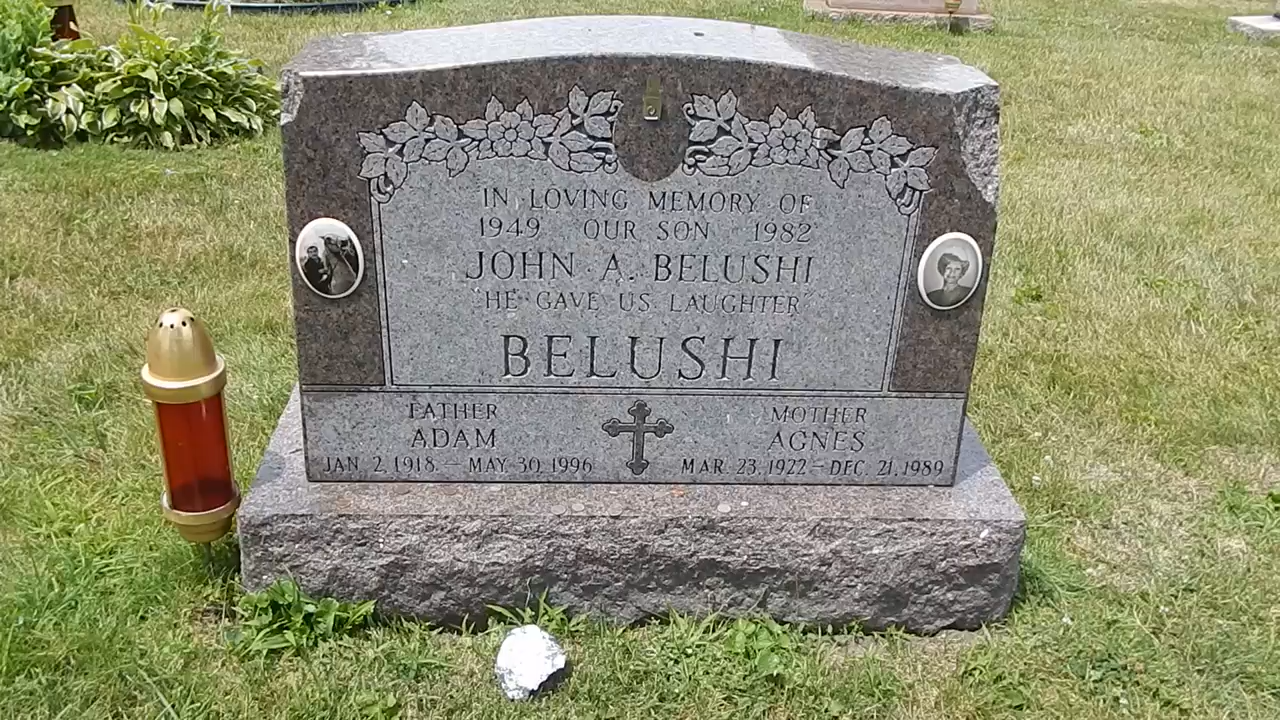 IN LOVING MEMORY OF
1949 OUR SON 1982
JOHN A. BELUSHI
"HE GAVE US LAUGHTER"
BELUSHI
FATHER
ADAM
JAN. 2, 1918 – MAY. 30, 1996
MOTHER
AGNES
MAR. 23, 1922 – DEC. 21, 1989